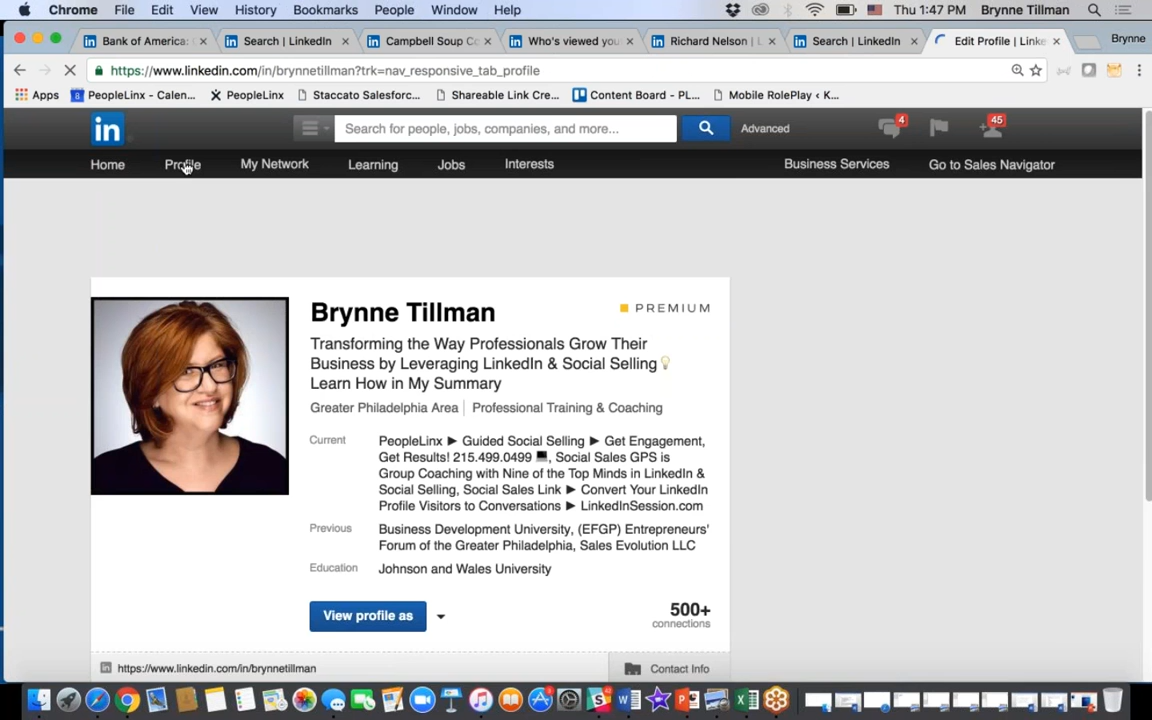 Chrome File Edit View History Bookmarks People Window Help Thu 1:47 PM Brynne Tillman
Bank of America: Search | LinkedIn Campbell Soup Co Who's viewed you Richard Nelson | L Search | LinkedIn Edit Profile | Linke Brynne
https://www.linkedin.com/in/brynnetillman?trk=nav_responsive_tab_profile
Apps PeopleLinx - Calen... PeopleLinx Staccato Salesforc... Shareable Link Cre... Content Board - PL... Mobile RolePlay ‹ K...
in Search for people, jobs, companies, and more... Advanced 4 45
Home Profile My Network Learning Jobs Interests Business Services Go to Sales Navigator
Brynne Tillman PREMIUM
Transforming the Way Professionals Grow Their
Business by Leveraging LinkedIn & Social Selling💡
Learn How in My Summary
Greater Philadelphia Area | Professional Training & Coaching
Current PeopleLinx ► Guided Social Selling ► Get Engagement,
Get Results! 215.499.0499 💻, Social Sales GPS is
Group Coaching with Nine of the Top Minds in LinkedIn &
Social Selling, Social Sales Link ► Convert Your LinkedIn
Profile Visitors to Conversations ► LinkedInSession.com
Previous Business Development University, (EFGP) Entrepreneurs'
Forum of the Greater Philadelphia, Sales Evolution LLC
Education Johnson and Wales University
View profile as 500+
connections
https://www.linkedin.com/in/brynnetillman Contact Info